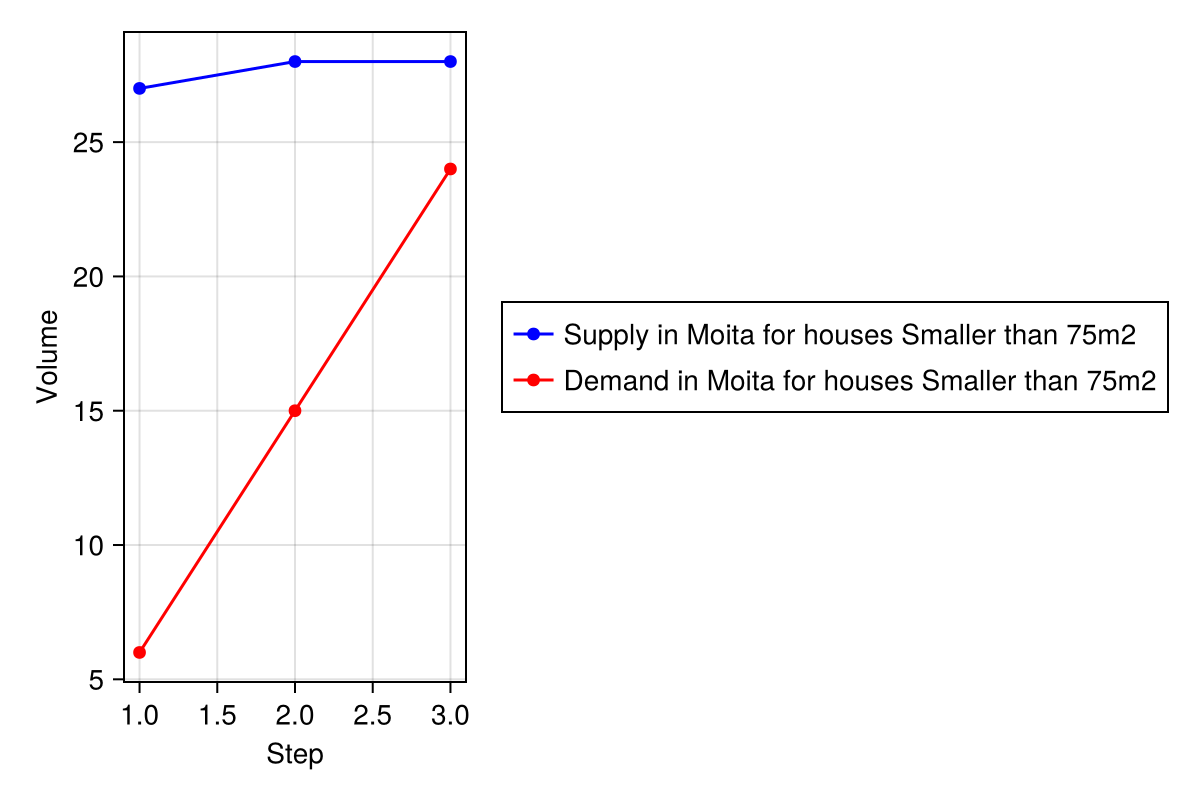 Volume
25
20
15
10
5
1.0 1.5 2.0 2.5 3.0
Step
Supply in Moita for houses Smaller than 75m2
Demand in Moita for houses Smaller than 75m2